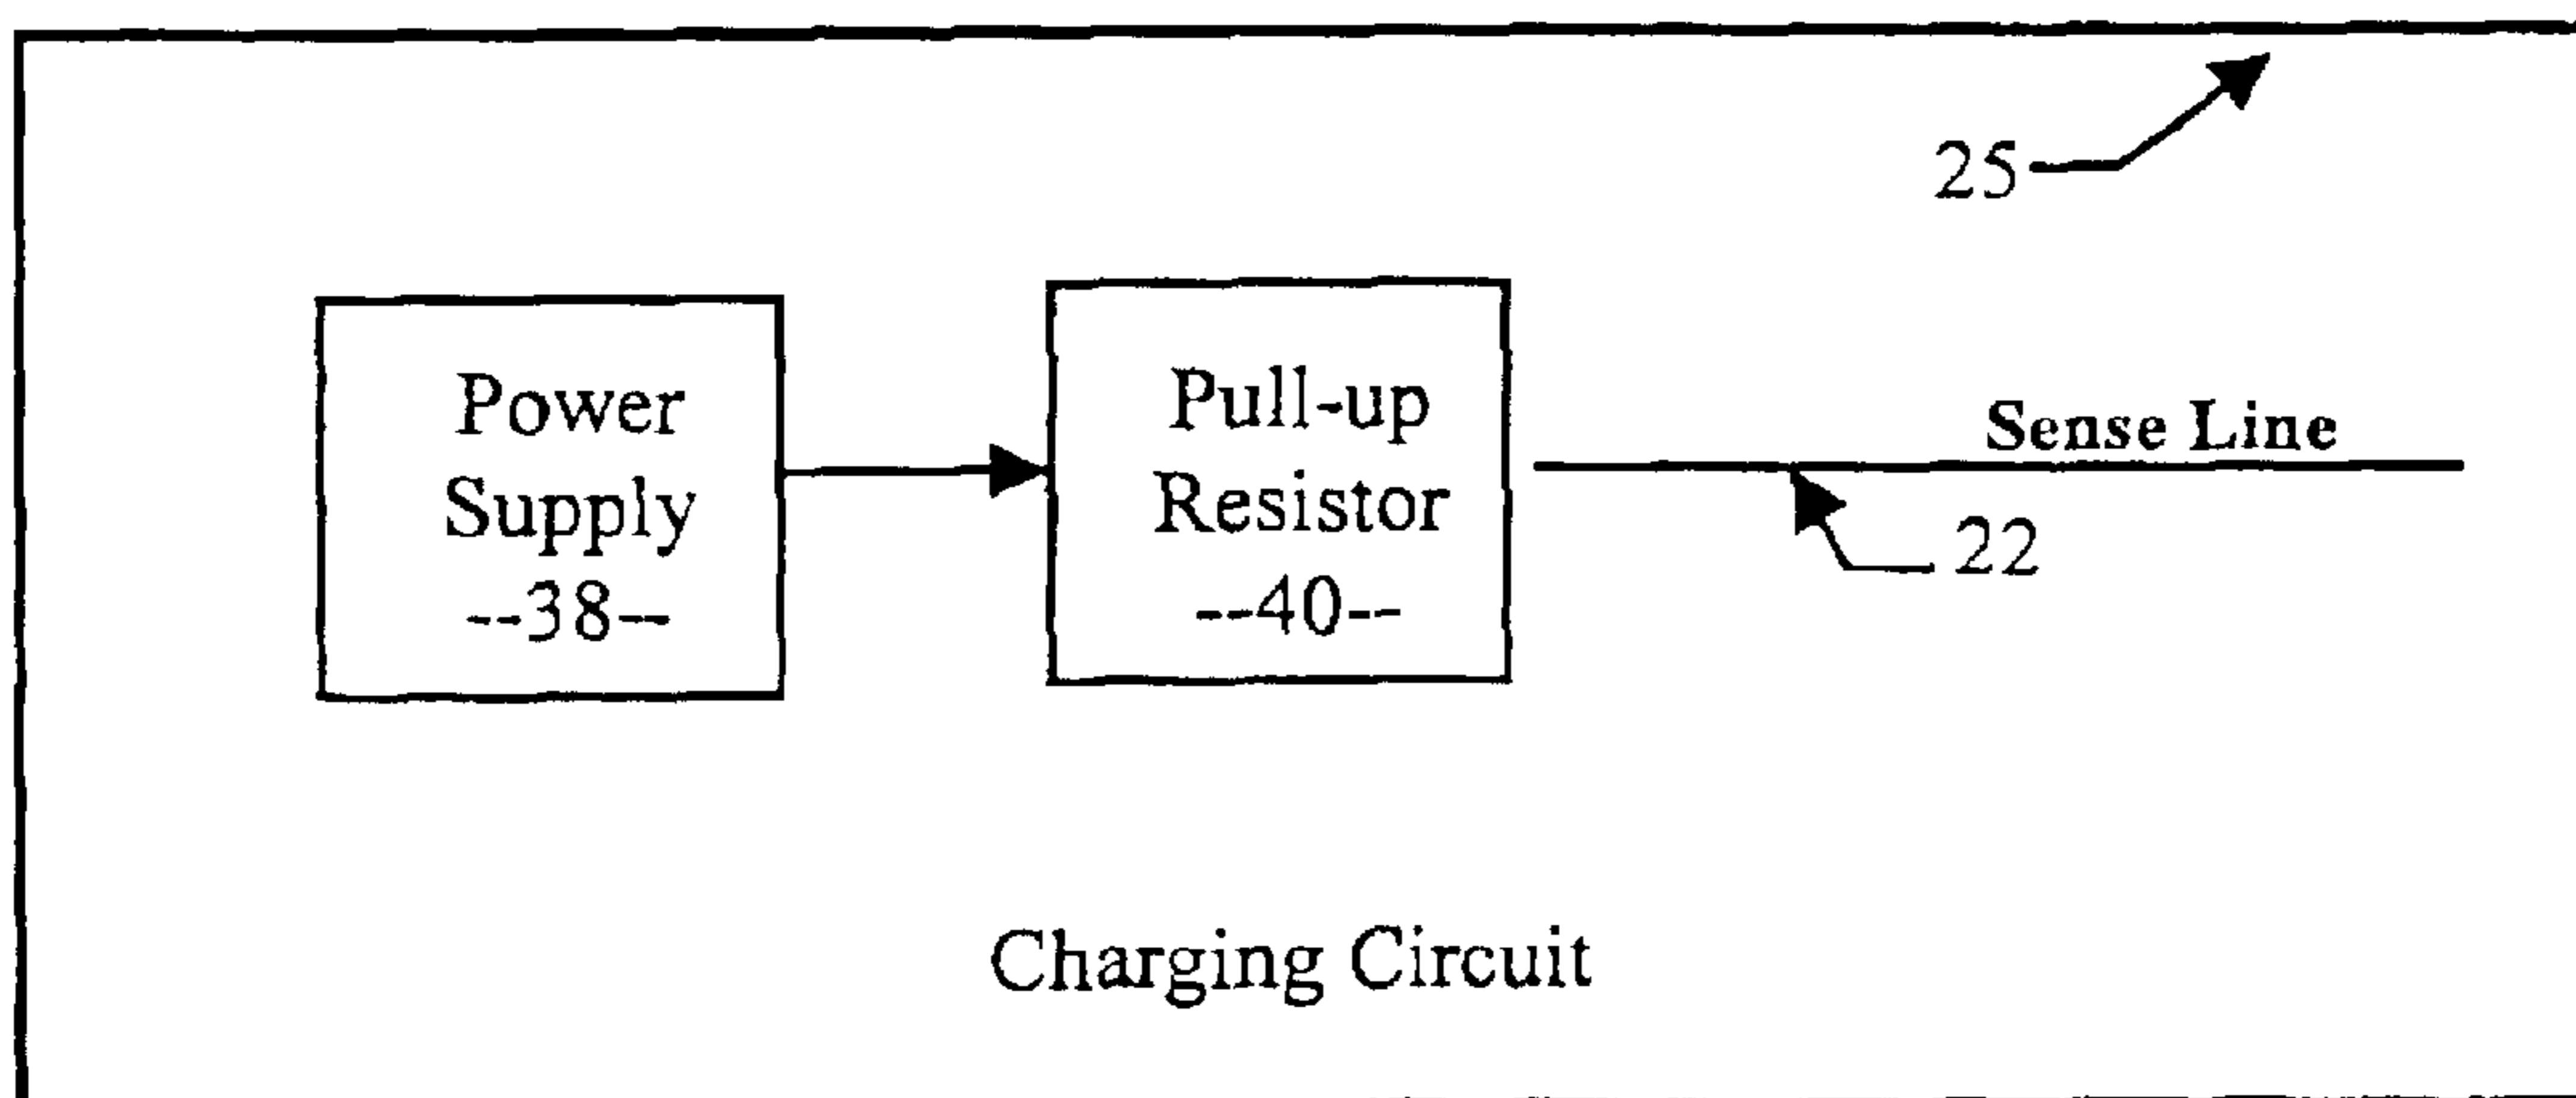 25
Power
Supply
--38--
Pull-up
Resistor
--40--
Sense Line
22
Charging Circuit